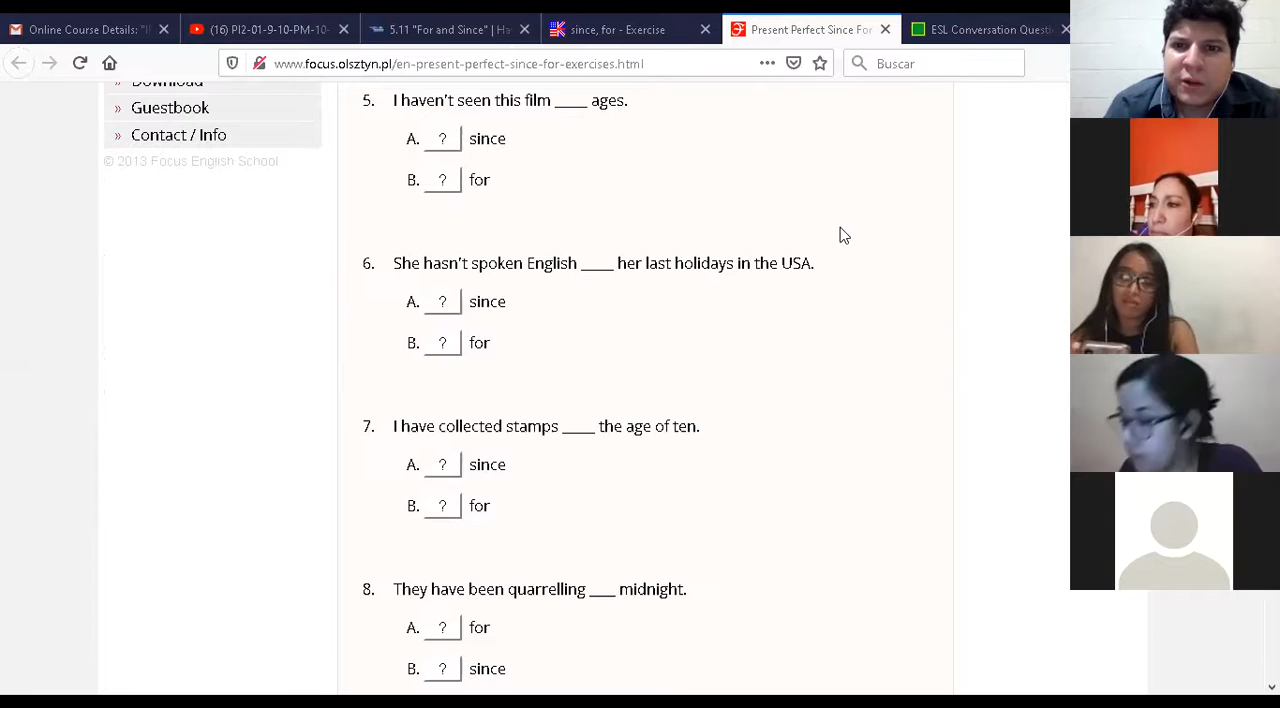 Online Course Details: "I
(16) PI2-01-9-10-PM-10-
5.11 "For and Since" | Ha
since, for - Exercise
Present Perfect Since For
ESL Conversation Questi
www.focus.olsztyn.pl/en-present-perfect-since-for-exercises.html
Buscar
» Download
» Guestbook
» Contact / Info
© 2013 Focus English School
5. I haven't seen this film ____ ages.
A. ? since
B. ? for
6. She hasn't spoken English ____ her last holidays in the USA.
A. ? since
B. ? for
7. I have collected stamps ____ the age of ten.
A. ? since
B. ? for
8. They have been quarrelling ___ midnight.
A. ? for
B. ? since